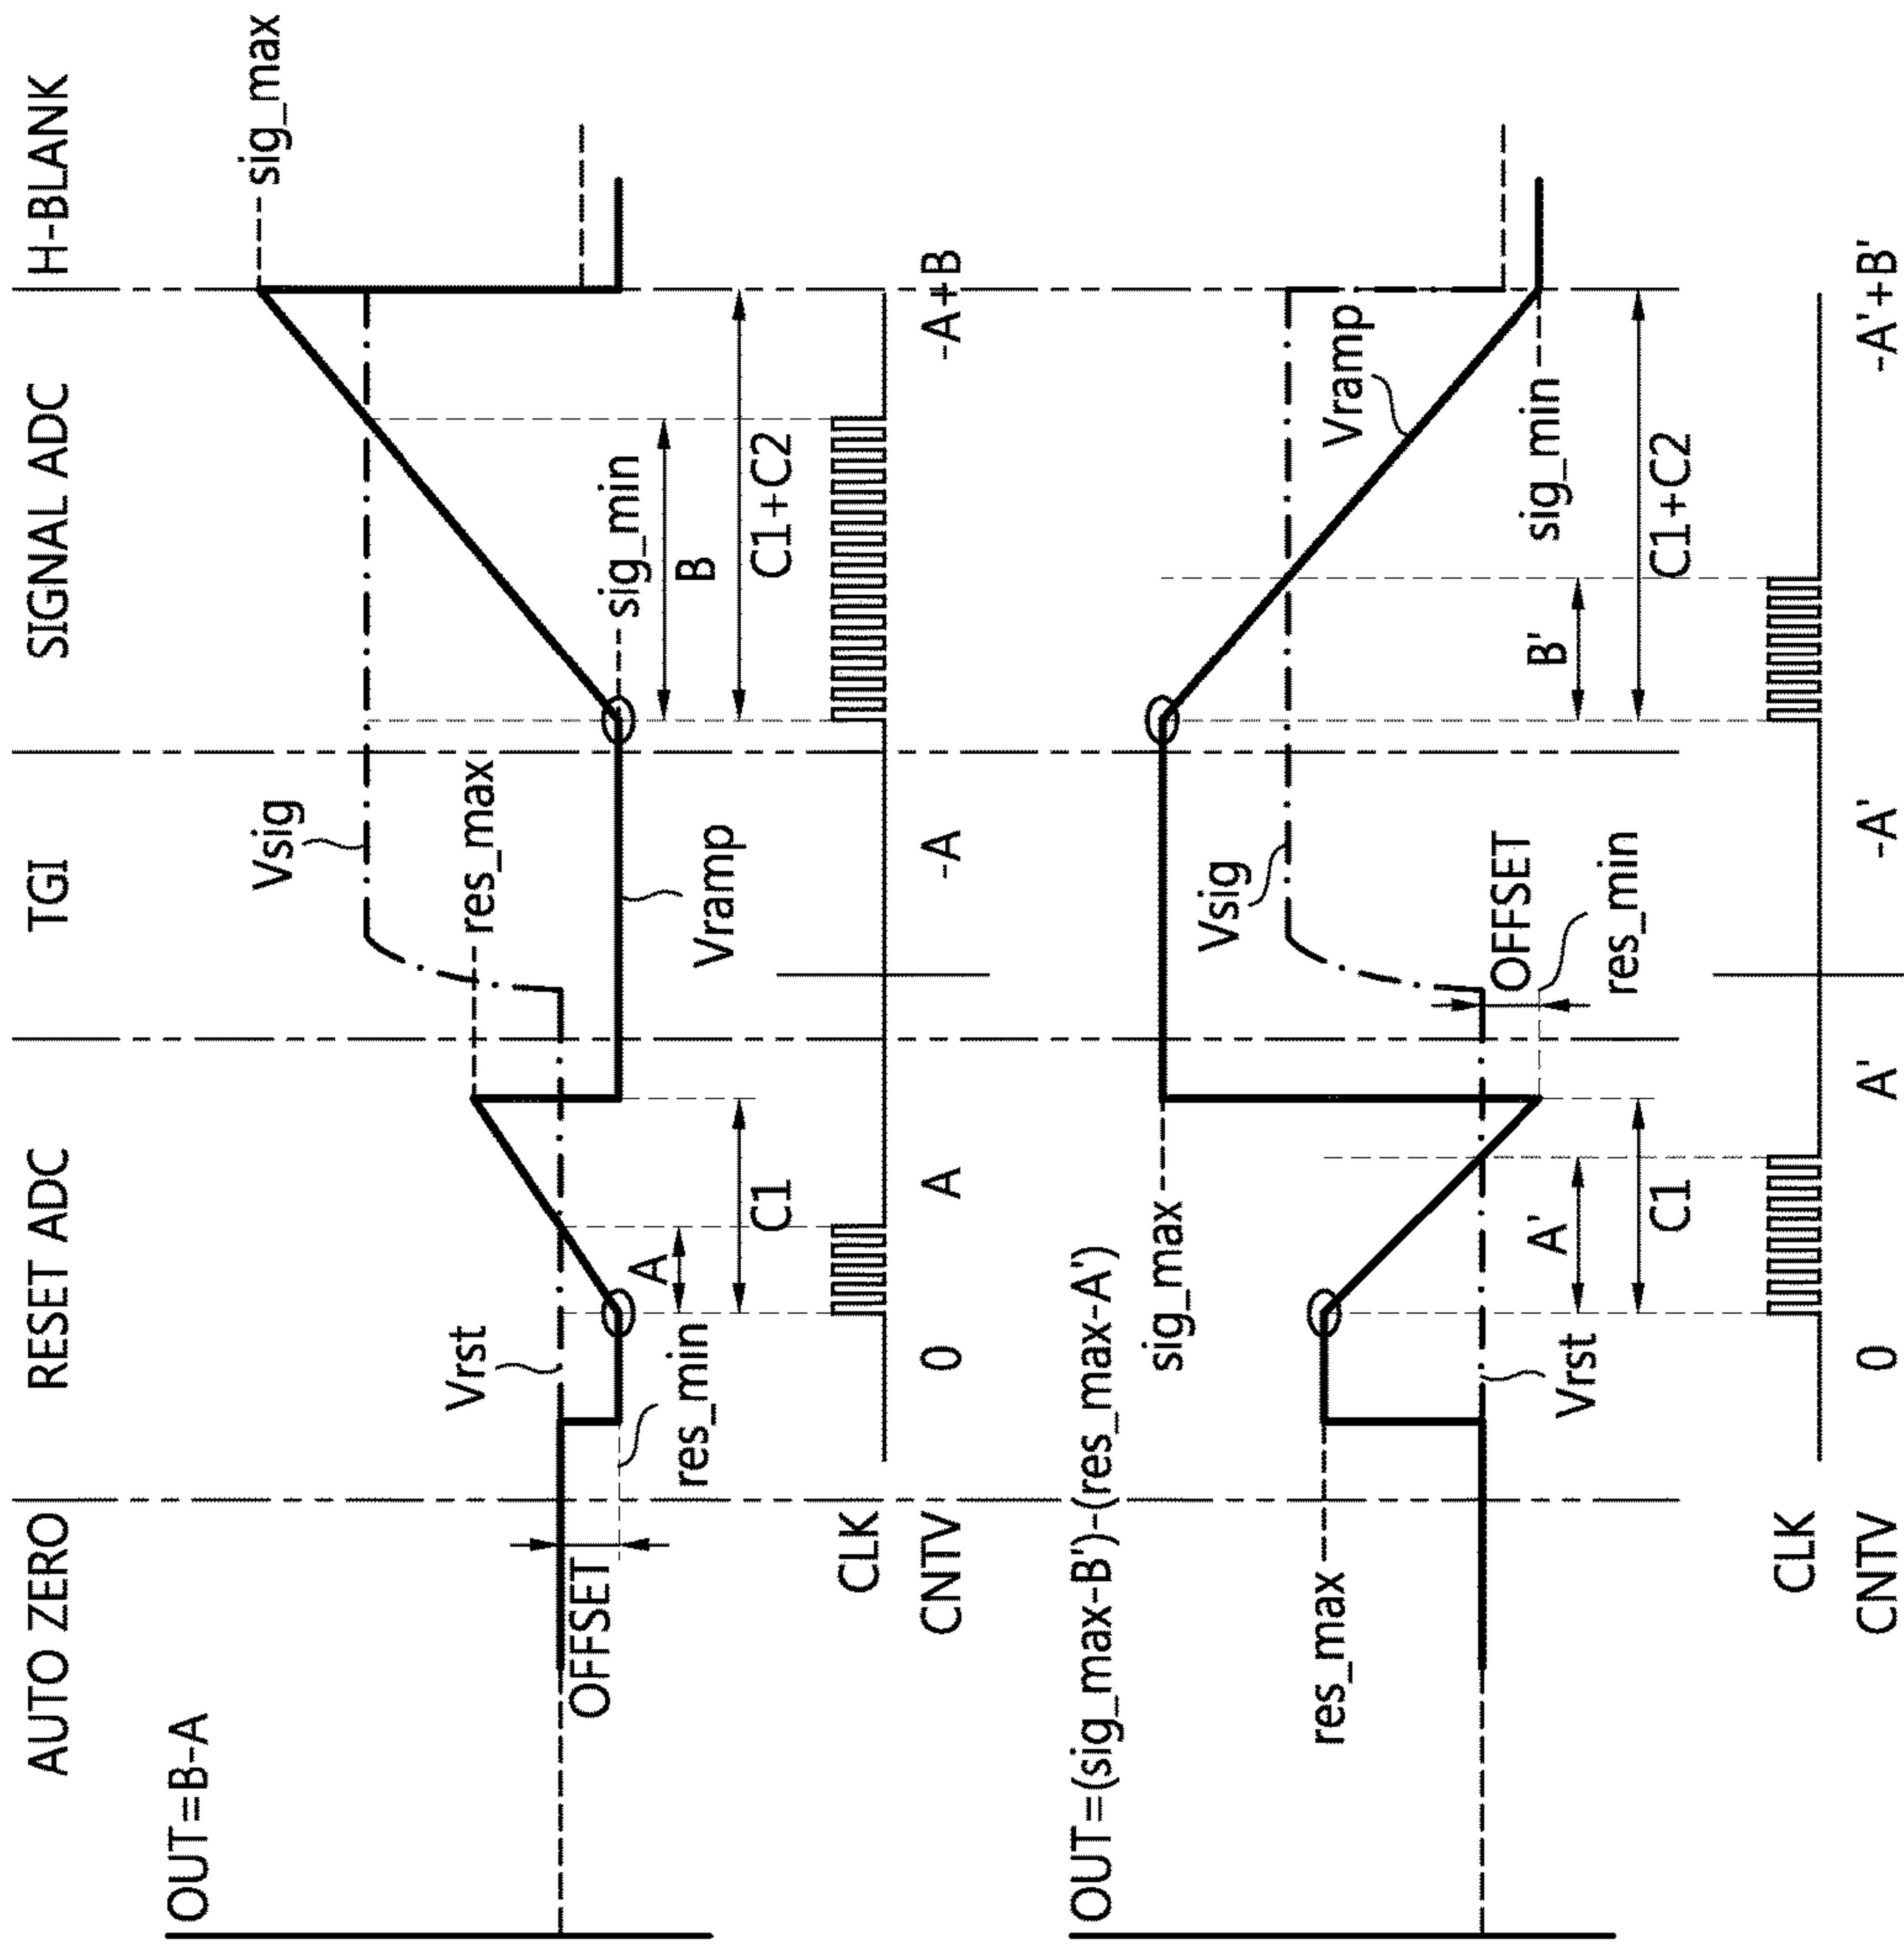 AUTO ZERO
RESET ADC
TGI
SIGNAL ADC
H-BLANK
OUT=B-A
sig_max
Vsig
res_max
Vrst
OFFSET
res_min
A
C1
Vramp
sig_min
B
C1+C2
CLK
CNTV
0
A
-A
-A+B
OUT=(sig_max-B')-(res_max-A')
sig_max
res_max
Vsig
Vramp
Vrst
OFFSET
res_min
sig_min
A'
B'
C1
C1+C2
CLK
CNTV
0
A'
-A'
-A'+B'